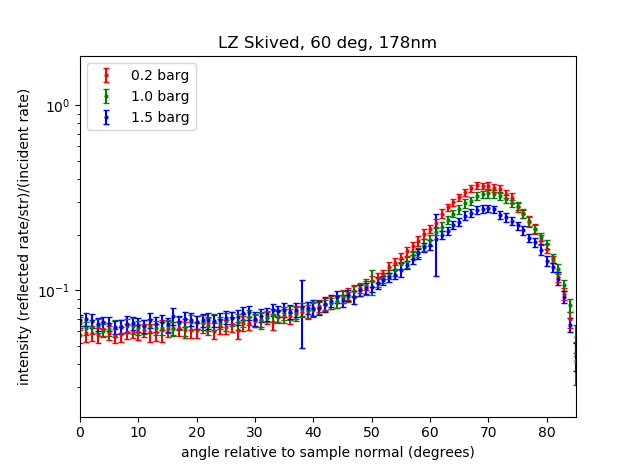 LZ Skived, 60 deg, 178nm
intensity (reflected rate/str)/(incident rate)
10⁰
10⁻¹
0.2 barg
1.0 barg
1.5 barg
0 10 20 30 40 50 60 70 80
angle relative to sample normal (degrees)